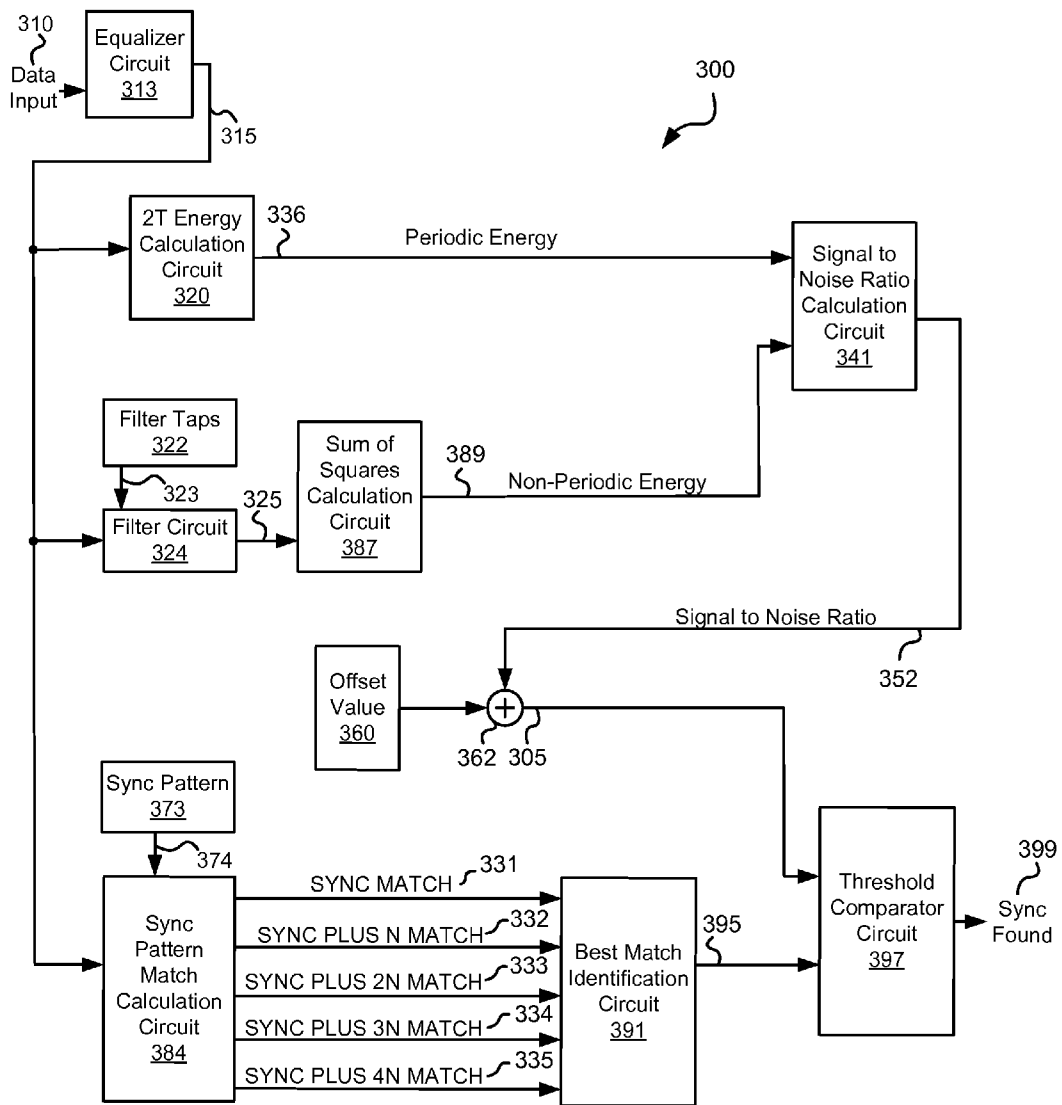 310
Data
Input
Equalizer
Circuit
313
315
300
2T Energy
Calculation
Circuit
320
336
Periodic Energy
Signal to
Noise Ratio
Calculation
Circuit
341
Filter Taps
322
323
Filter Circuit
324
325
Sum of
Squares
Calculation
Circuit
387
389
Non-Periodic Energy
Signal to Noise Ratio
352
Offset
Value
360
362
305
Sync Pattern
373
374
Sync
Pattern
Match
Calculation
Circuit
384
SYNC MATCH
331
SYNC PLUS N MATCH
332
SYNC PLUS 2N MATCH
333
SYNC PLUS 3N MATCH
334
SYNC PLUS 4N MATCH
335
Best Match
Identification
Circuit
391
395
Threshold
Comparator
Circuit
397
399
Sync
Found